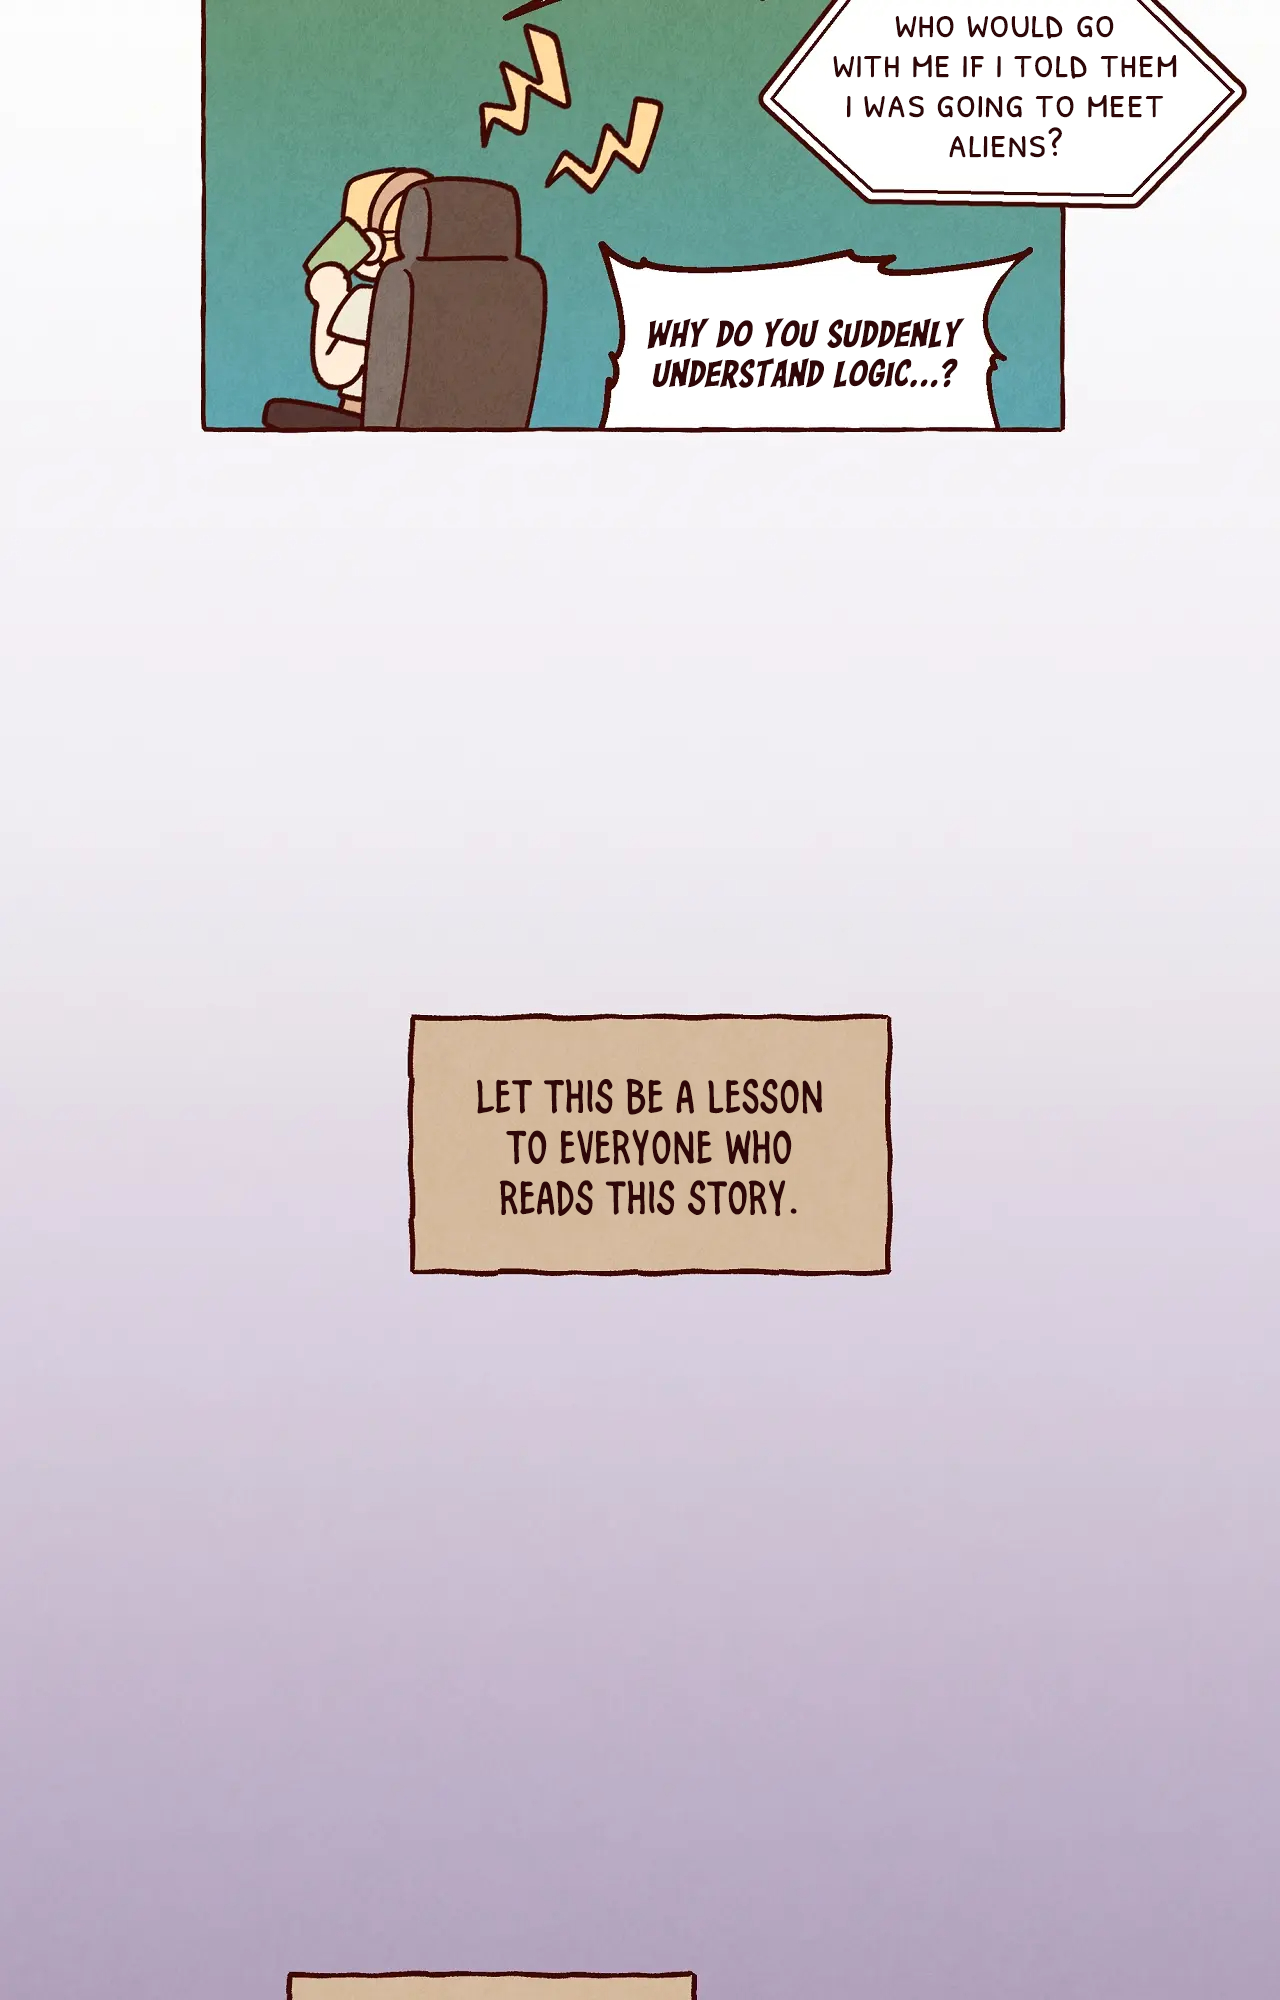 WHO WOULD GO
WITH ME IF I TOLD THEM
I WAS GOING TO MEET
ALIENS?
WHY DO YOU SUDDENLY
UNDERSTAND LOGIC...?
LET THIS BE A LESSON
TO EVERYONE WHO
READS THIS STORY.